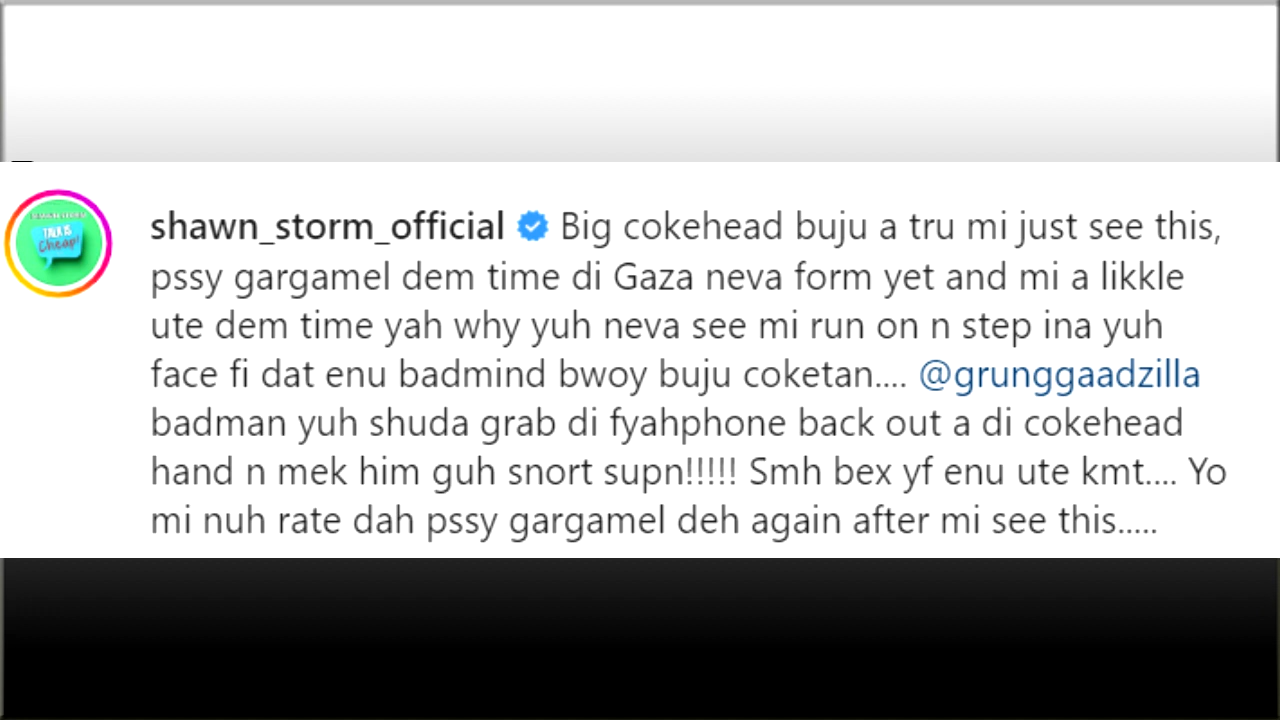 shawn_storm_official Big cokehead buju a tru mi just see this,
pssy gargamel dem time di Gaza neva form yet and mi a likkle
ute dem time yah why yuh neva see mi run on n step ina yuh
face fi dat enu badmind bwoy buju coketan.... @grunggaadzilla
badman yuh shuda grab di fyahphone back out a di cokehead
hand n mek him guh snort supn!!!!! Smh bex yf enu ute kmt.... Yo
mi nuh rate dah pssy gargamel deh again after mi see this.....
TALK IS
Cheap!